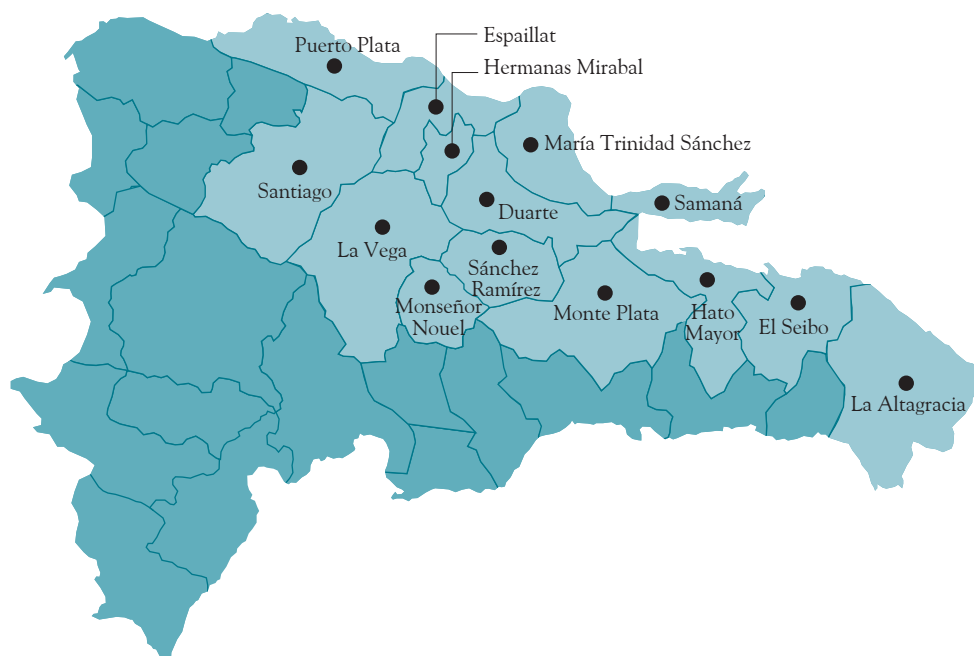 Espaillat
Puerto Plata
Hermanas Mirabal
María Trinidad Sánchez
Santiago
Samaná
Duarte
La Vega
Sánchez
Ramírez
Monseñor
Nouel
Monte Plata
Hato
Mayor
El Seibo
La Altagracia